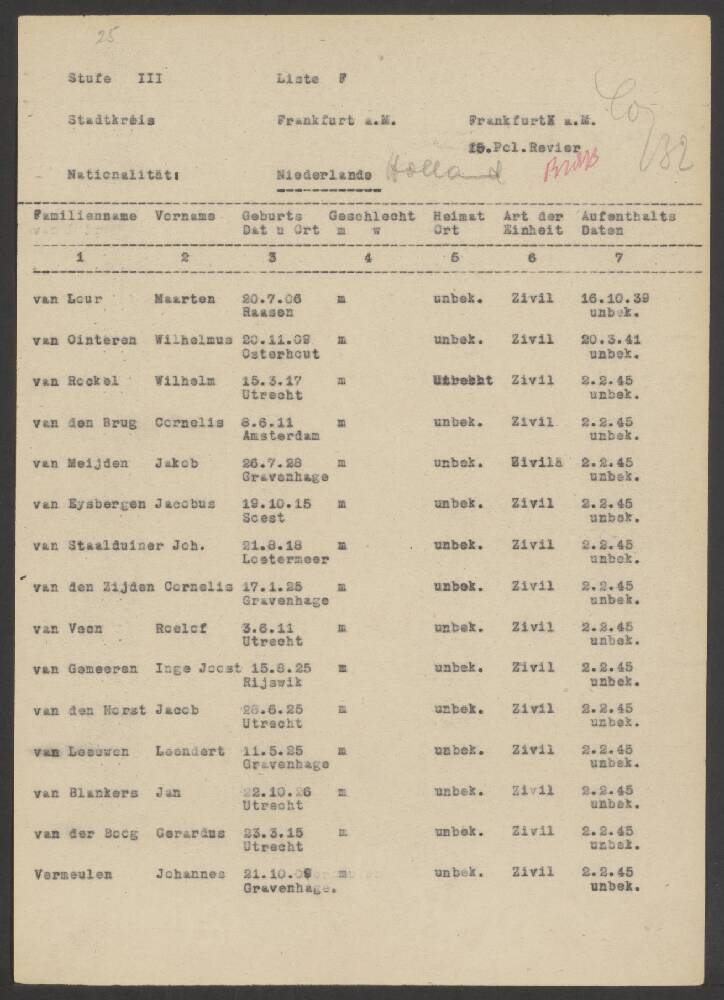 25
Stufe III Liste F
Stadtkreis Frankfurt a.M. Frankfurt a.M.
15.Pol.Revier
Nationalität: Niederlande Holland
Familienname Vorname Geburts Geschlecht Heimat Art der Aufenthalts
Dat u Ort m w Ort Einheit Daten
1 2 3 4 5 6 7
van Lour Maarten 20.7.06 m unbek. Zivil 16.10.39
Raasen unbek.
van Ointeren Wilhelmus 20.11.09 m unbek. Zivil 20.3.41
Osterhout unbek.
van Rockel Wilhelm 15.3.17 m Utrecht Zivil 2.2.45
Utrecht unbek.
van den Brug Cornelis 8.6.11 m unbek. Zivil 2.2.45
Amsterdam unbek.
van Meijden Jakob 26.7.28 m unbek. Zivil 2.2.45
Gravenhage unbek.
van Eysbergen Jacobus 19.10.15 m unbek. Zivil 2.2.45
Soest unbek.
van Staalduiner Joh. 21.8.18 m unbek. Zivil 2.2.45
Lostermeer unbek.
van den Zijden Cornelis 17.1.25 m unbek. Zivil 2.2.45
Gravenhage unbek.
van Veen Roelof 3.6.11 m unbek. Zivil 2.2.45
Utrecht unbek.
van Gameeren Inge Joost 15.8.25 m unbek. Zivil 2.2.45
Rijswik unbek.
van den Horst Jacob 28.6.25 m unbek. Zivil 2.2.45
Utrecht unbek.
van Leeuwen Leendert 11.5.25 m unbek. Zivil 2.2.45
Gravenhage unbek.
van Blankers Jan 22.10.26 m unbek. Zivil 2.2.45
Utrecht unbek.
van der Boog Gerardus 23.3.15 m unbek. Zivil 2.2.45
Utrecht unbek.
Vermeulen Johannes 21.10.09 m unbek. Zivil 2.2.45
Gravenhage. unbek.